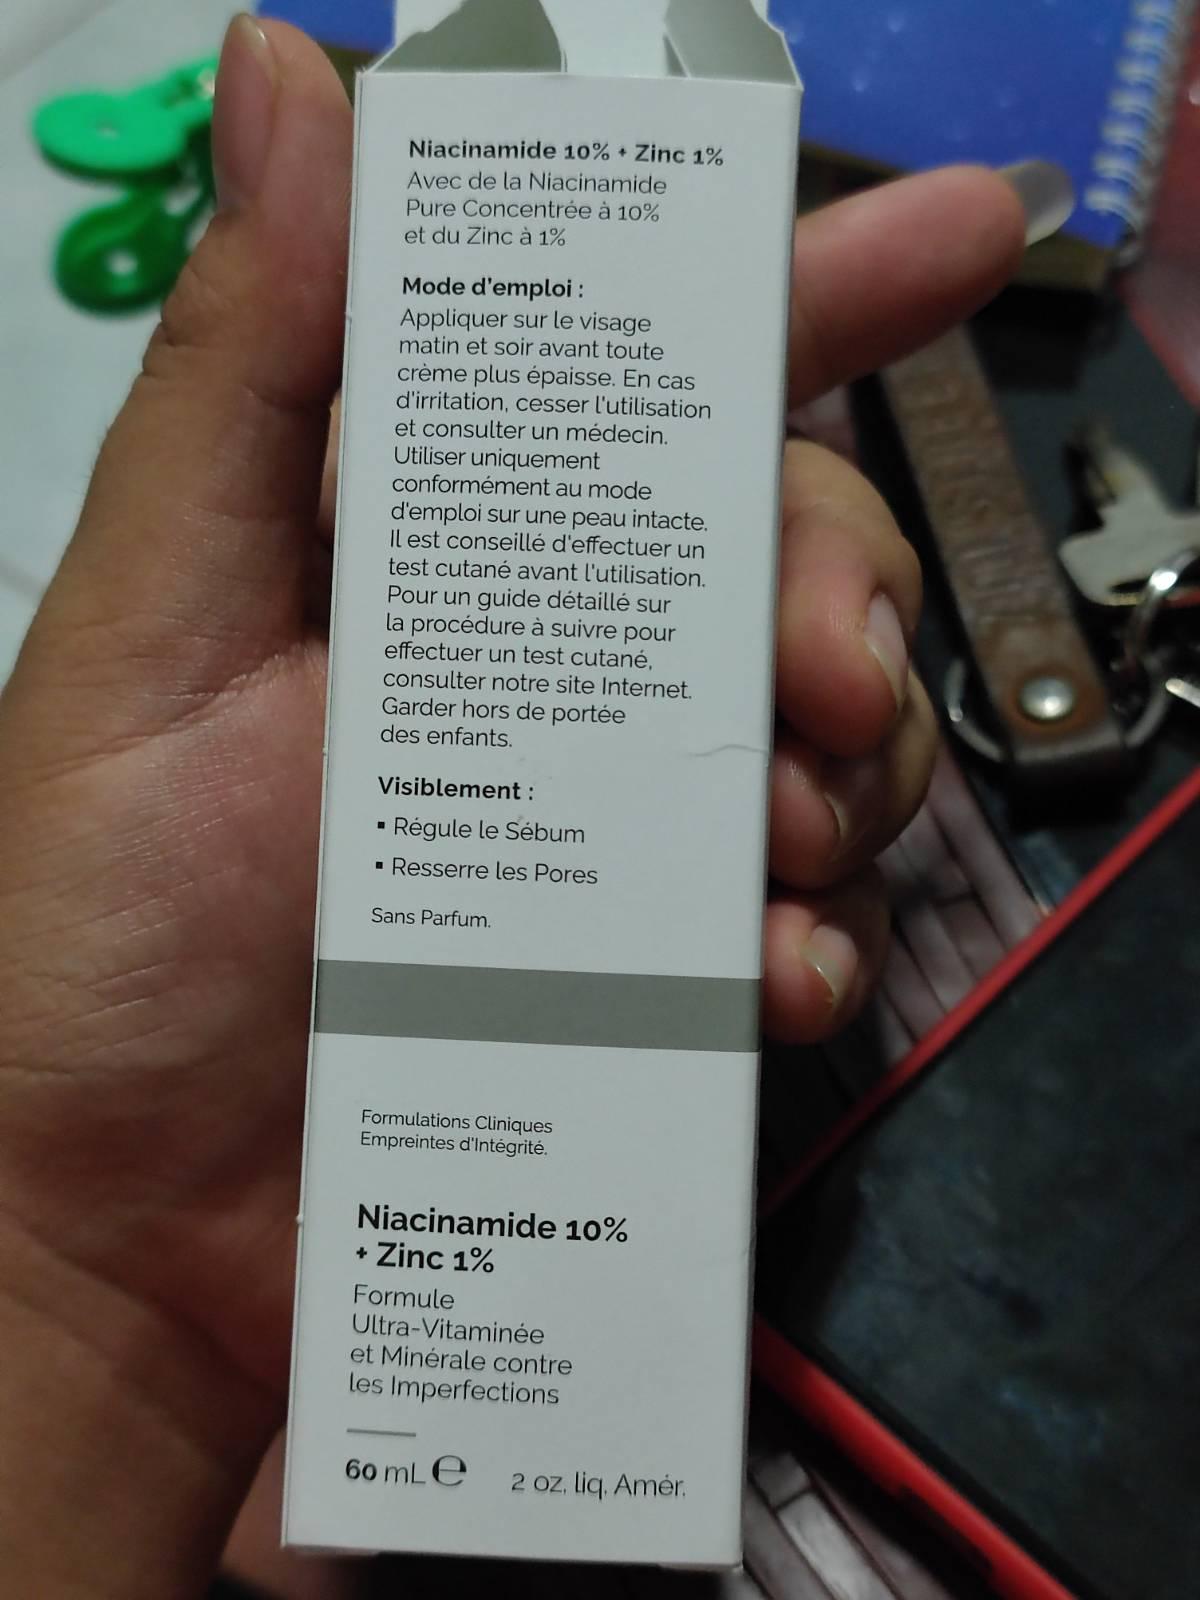 Niacinamide 10% + Zinc 1%
Avec de la Niacinamide
Pure Concentrée à 10%
et du Zinc à 1%
Mode d'emploi :
Appliquer sur le visage
matin et soir avant toute
crème plus épaisse. En cas
d'irritation, cesser l'utilisation
et consulter un médecin.
Utiliser uniquement
conformément au mode
d'emploi sur une peau intacte.
Il est conseillé d'effectuer un
test cutané avant l'utilisation.
Pour un guide détaillé sur
la procédure à suivre pour
effectuer un test cutané,
consulter notre site Internet.
Garder hors de portée
des enfants.
Visiblement :
▪ Régule le Sébum
▪ Resserre les Pores
Sans Parfum.
Formulations Cliniques
Empreintes d'Intégrité.
Niacinamide 10%
+ Zinc 1%
Formule
Ultra-Vitaminée
et Minérale contre
les Imperfections
60 mL ℮ 2 oz. liq. Amér.